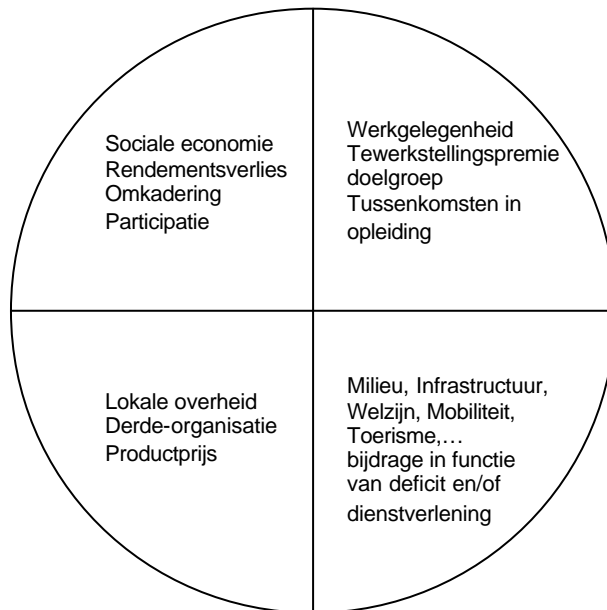 Sociale economie
Rendementsverlies
Omkadering
Participatie
Werkgelegenheid
Tewerkstellingspremie
doelgroep
Tussenkomsten in
opleiding
Lokale overheid
Derde-organisatie
Productprijs
Milieu, Infrastructuur,
Welzijn, Mobiliteit,
Toerisme,…
bijdrage in functie
van deficit en/of
dienstverlening